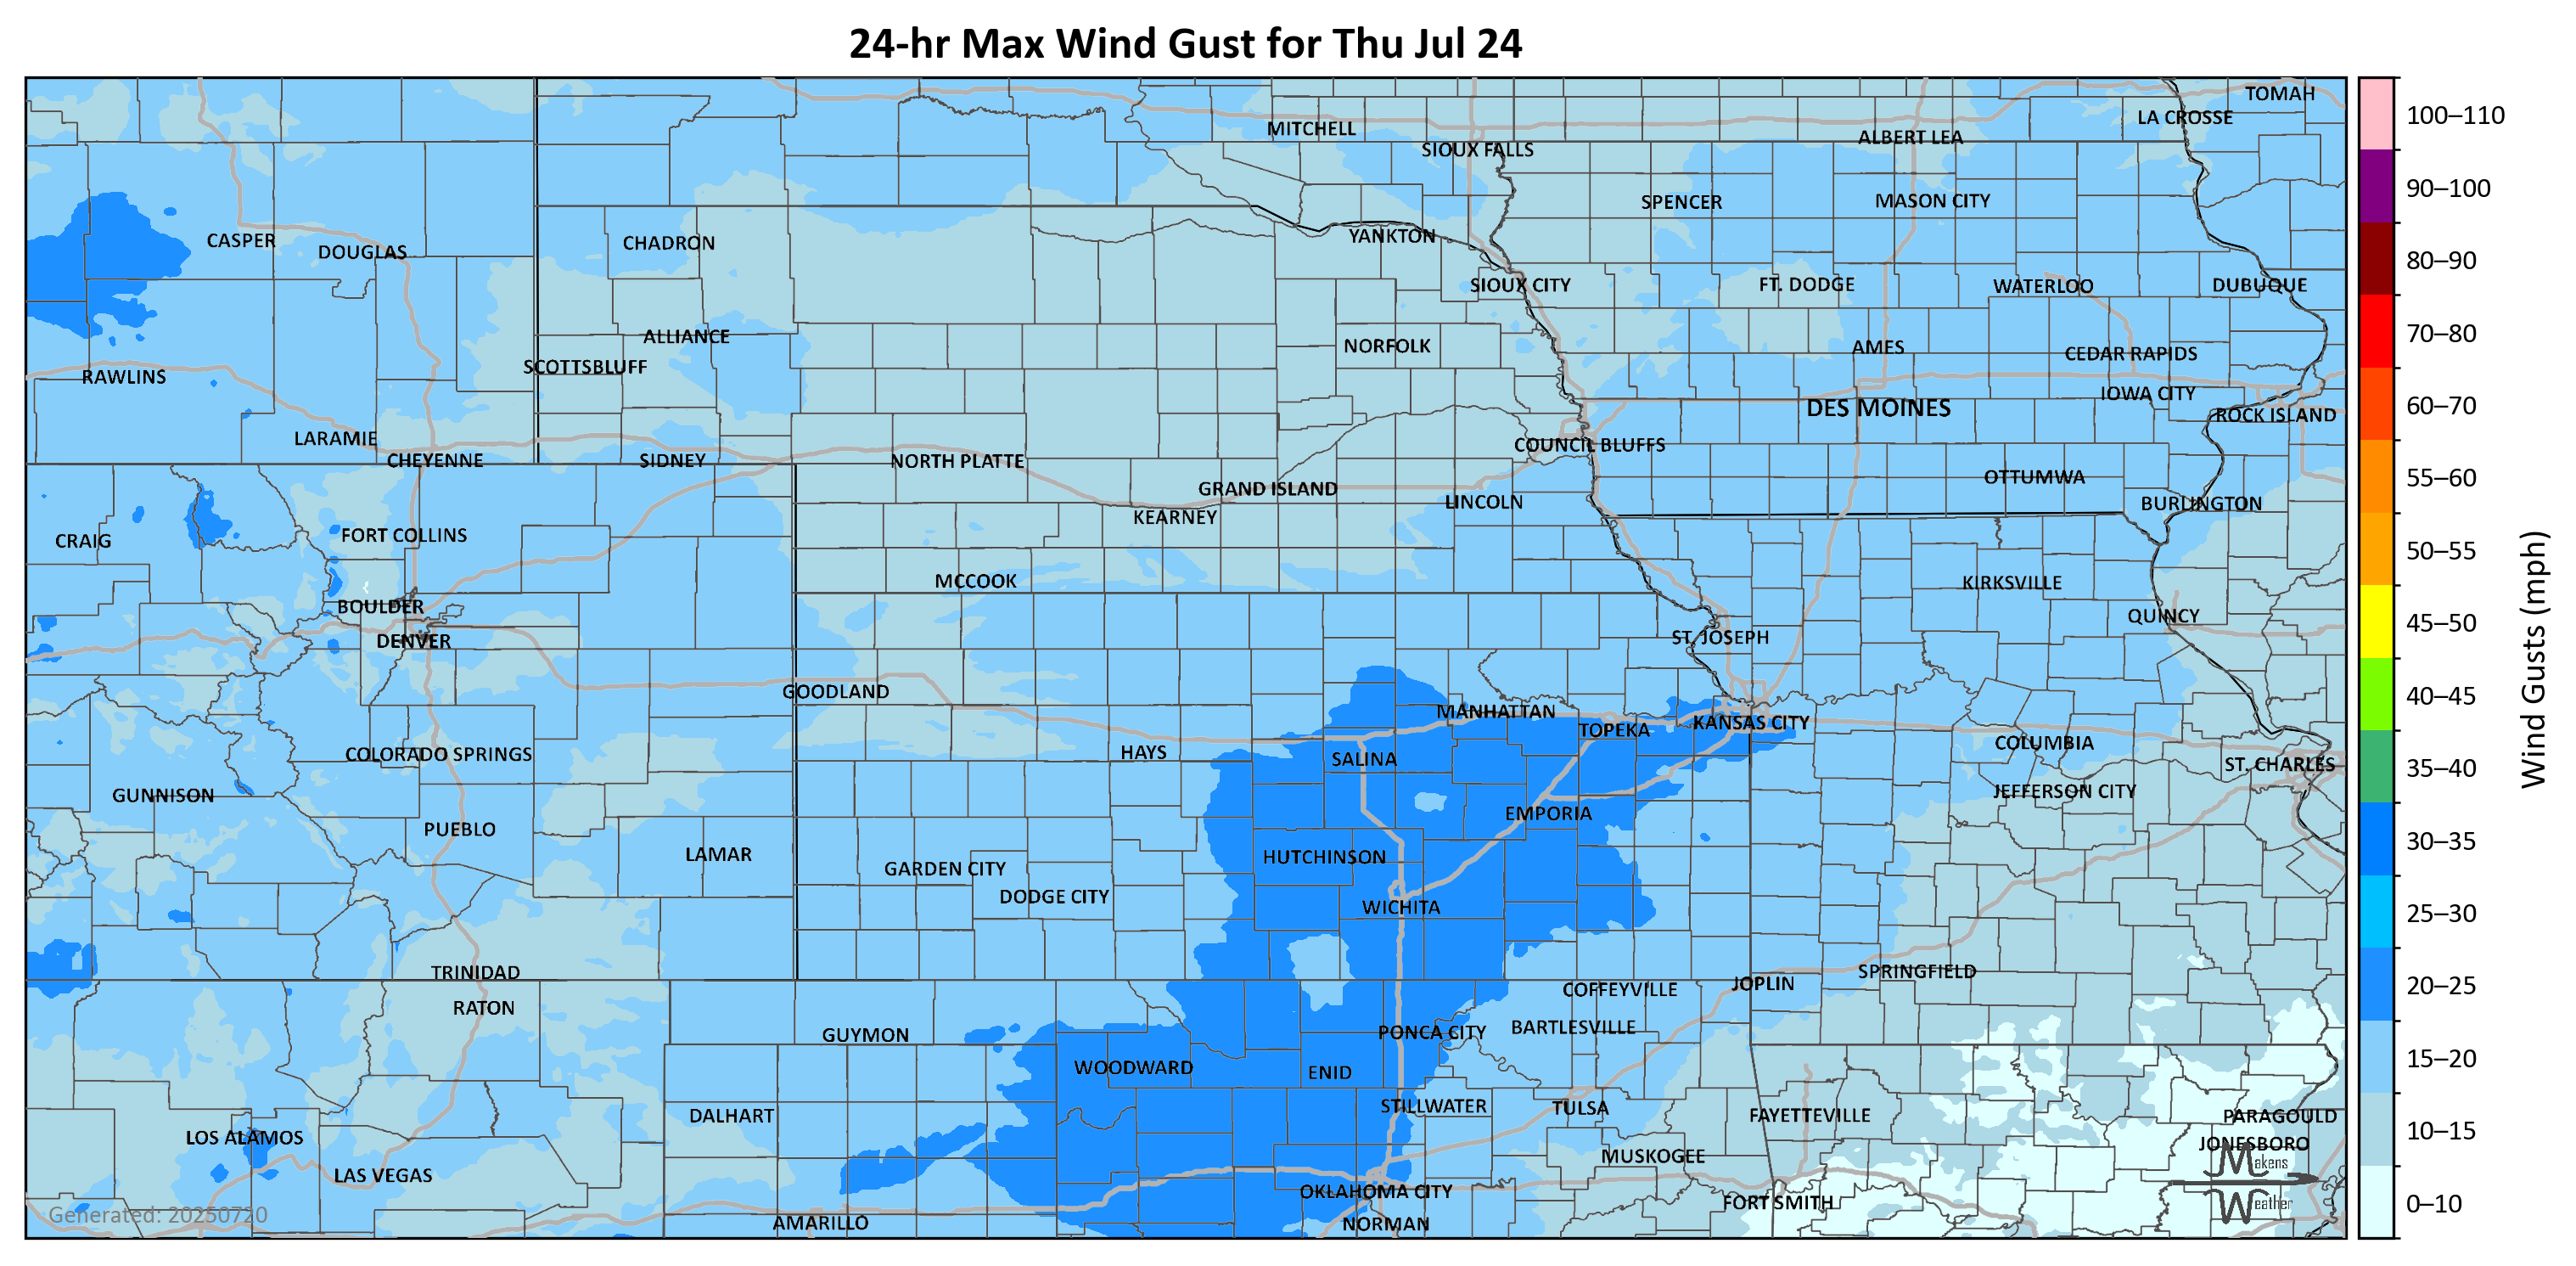 24-hr Max Wind Gust for Thu Jul 24
TOMAH
LA CROSSE
MITCHELL
ALBERT LEA
SIOUX FALLS
SPENCER
MASON CITY
CASPER
DOUGLAS
CHADRON
YANKTON
SIOUX CITY
FT. DODGE
WATERLOO
DUBUQUE
ALLIANCE
NORFOLK
AMES
CEDAR RAPIDS
SCOTTSBLUFF
RAWLINS
IOWA CITY
DES MOINES
ROCK ISLAND
LARAMIE
COUNCIL BLUFFS
CHEYENNE
SIDNEY
NORTH PLATTE
OTTUMWA
GRAND ISLAND
LINCOLN
BURLINGTON
KEARNEY
CRAIG
FORT COLLINS
MCCOOK
KIRKSVILLE
BOULDER
QUINCY
DENVER
ST. JOSEPH
GOODLAND
MANHATTAN
TOPEKA
KANSAS CITY
COLUMBIA
COLORADO SPRINGS
HAYS
SALINA
ST. CHARLES
GUNNISON
JEFFERSON CITY
EMPORIA
PUEBLO
LAMAR
HUTCHINSON
GARDEN CITY
DODGE CITY
WICHITA
TRINIDAD
SPRINGFIELD
JOPLIN
COFFEYVILLE
RATON
GUYMON
PONCA CITY
BARTLESVILLE
WOODWARD
ENID
DALHART
STILLWATER
TULSA
FAYETTEVILLE
PARAGOULD
LOS ALAMOS
JONESBORO
MUSKOGEE
LAS VEGAS
OKLAHOMA CITY
FORT SMITH
AMARILLO
NORMAN
Generated: 20250720
Makens
Weather
100–110
90–100
80–90
70–80
60–70
55–60
50–55
45–50
40–45
35–40
30–35
25–30
20–25
15–20
10–15
0–10
Wind Gusts (mph)